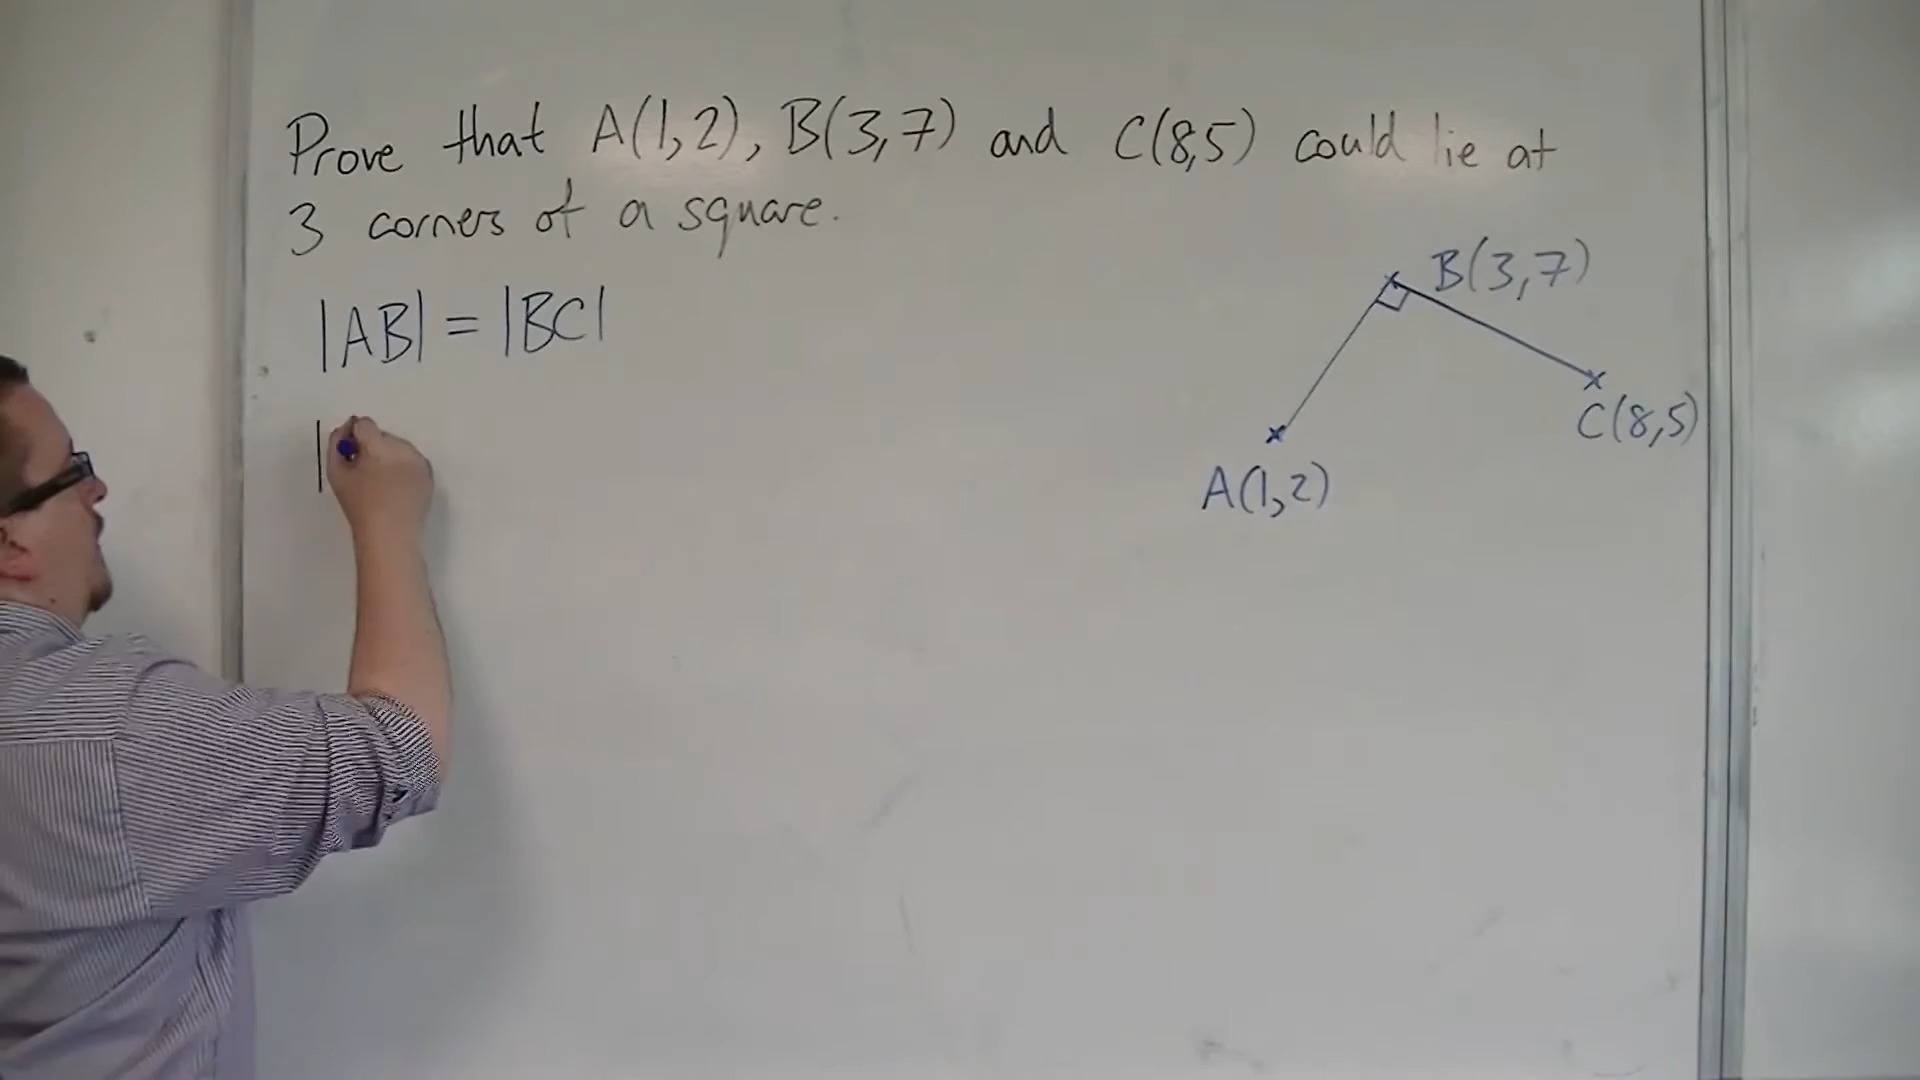 Prove that A(1,2), B(3,7) and C(8,5) could lie at
3 corners of a square.
|AB| = |BC|
|
B(3,7)
C(8,5)
A(1,2)